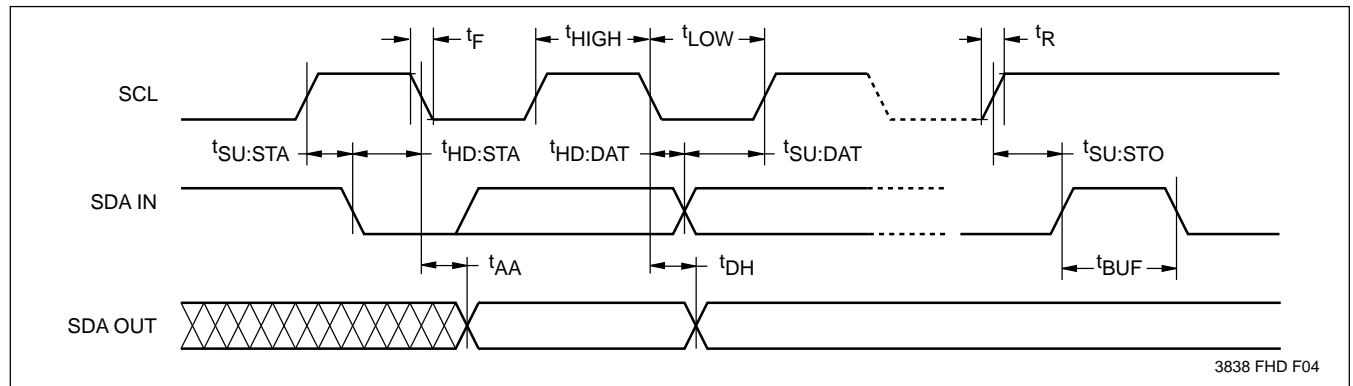 tF
tHIGH
tLOW
tR
SCL
tSU:STA
tHD:STA
tHD:DAT
tSU:DAT
tSU:STO
SDA IN
tAA
tDH
tBUF
SDA OUT
3838 FHD F04